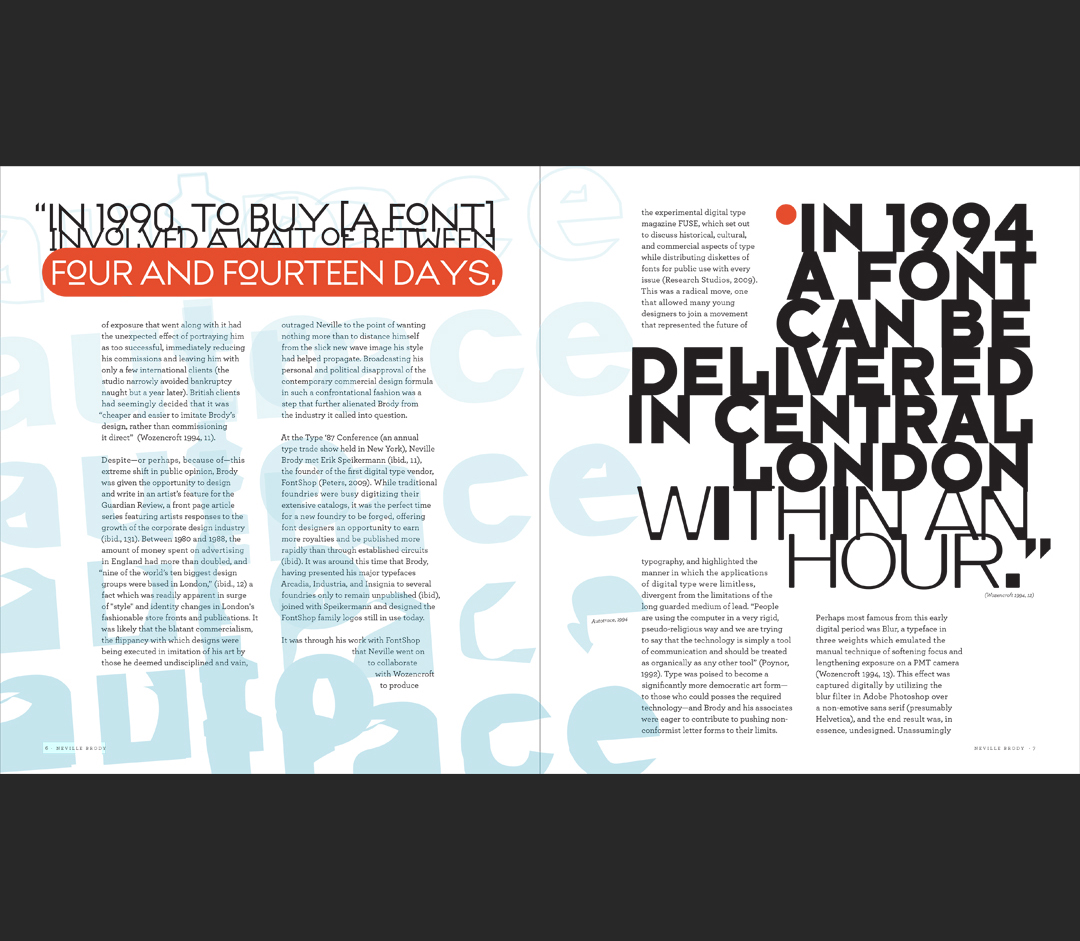 “IN 1990, TO BUY [A FONT]
INVOLVED A WAIT OF BETWEEN
FOUR AND FOURTEEN DAYS.
of exposure that went along with it had
the unexpected effect of portraying him
as too successful, immediately reducing
his commissions and leaving him with
only a few international clients (the
studio narrowly avoided bankruptcy
naught but a year later). British clients
had seemingly decided that it was
“cheaper and easier to imitate Brody's
design, rather than commissioning
it direct” (Wozencroft 1994, 11).
Despite—or perhaps, because of—this
extreme shift in public opinion, Brody
was given the opportunity to design
and write in an artist's feature for the
Guardian Review, a front page article
series featuring artists responses to the
growth of the corporate design industry
(ibid., 131). Between 1980 and 1988, the
amount of money spent on advertising
in England had more than doubled, and
“nine of the world's ten biggest design
groups were based in London,” (ibid., 12) a
fact which was readily apparent in surge
of “style” and identity changes in London's
fashionable store fronts and publications. It
was likely that the blatant commercialism,
the flippancy with which designs were
being executed in imitation of his art by
those he deemed undisciplined and vain,
outraged Neville to the point of wanting
nothing more than to distance himself
from the slick new wave image his style
had helped propagate. Broadcasting his
personal and political disapproval of the
contemporary commercial design formula
in such a confrontational fashion was a
step that further alienated Brody from
the industry it called into question.
At the Type '87 Conference (an annual
type trade show held in New York), Neville
Brody met Erik Speikermann (ibid., 11),
the founder of the first digital type vendor,
FontShop (Peters, 2009). While traditional
foundries were busy digitizing their
extensive catalogs, it was the perfect time
for a new foundry to be forged, offering
font designers an opportunity to earn
more royalties and be published more
rapidly than through established circuits
(ibid). It was around this time that Brody,
having presented his major typefaces
Arcadia, Industria, and Insignia to several
foundries only to remain unpublished (ibid),
joined with Speikermann and designed the
FontShop family logos still in use today.
It was through his work with FontShop
that Neville went on
to collaborate
with Wozencroft
to produce
autotrace
autotrace
autotrace
autotrace
autotrace
6 · NEVILLE BRODY
the experimental digital type
magazine FUSE, which set out
to discuss historical, cultural,
and commercial aspects of type
while distributing diskettes of
fonts for public use with every
issue (Research Studios, 2009).
This was a radical move, one
that allowed many young
designers to join a movement
that represented the future of
IN 1994
A FONT
CAN BE
DELIVERED
IN CENTRAL
LONDON
WITHIN AN
HOUR.”
(Wozencroft 1994, 12)
typography, and highlighted the
manner in which the applications
of digital type were limitless,
divergent from the limitations of the
long guarded medium of lead. “People
are using the computer in a very rigid,
pseudo-religious way and we are trying
to say that the technology is simply a tool
of communication and should be treated
as organically as any other tool” (Poynor,
1992). Type was poised to become a
significantly more democratic art form—
to those who could posses the required
technology—and Brody and his associates
were eager to contribute to pushing non-
conformist letter forms to their limits.
Autotrace, 1994
Perhaps most famous from this early
digital period was Blur, a typeface in
three weights which emulated the
manual technique of softening focus and
lengthening exposure on a PMT camera
(Wozencroft 1994, 13). This effect was
captured digitally by utilizing the
blur filter in Adobe Photoshop over
a non-emotive sans serif (presumably
Helvetica), and the end result was, in
essence, undesigned. Unassumingly
NEVILLE BRODY · 7